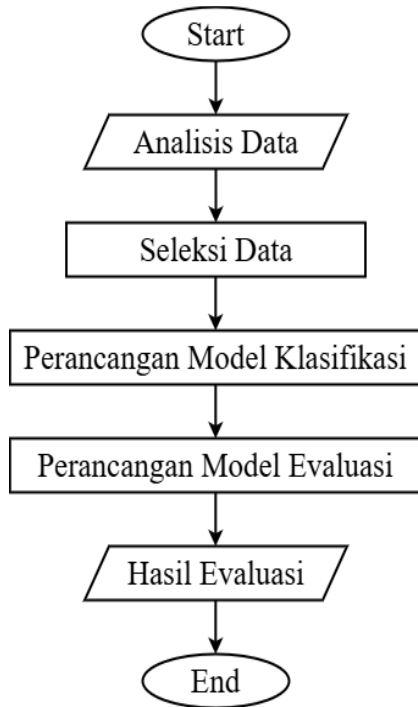 Start
Analisis Data
Seleksi Data
Perancangan Model Klasifikasi
Perancangan Model Evaluasi
Hasil Evaluasi
End